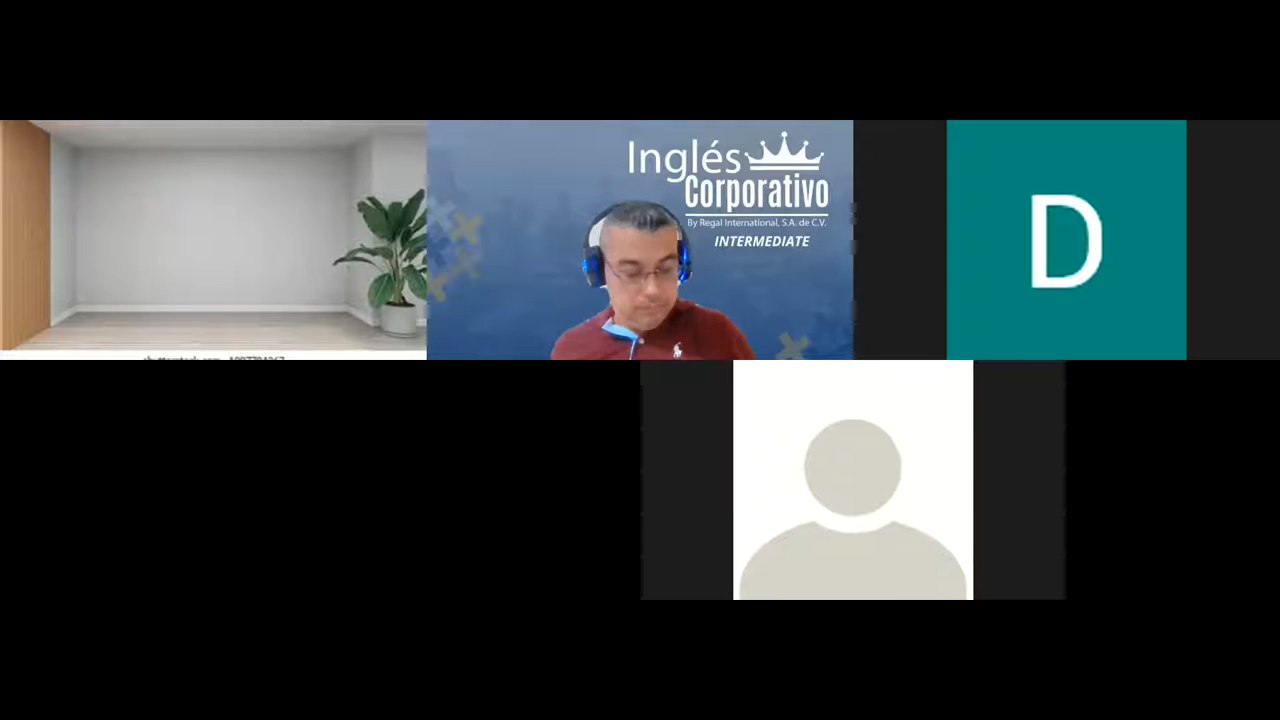 Inglés
Corporativo
By Regal International, S.A. de C.V.
INTERMEDIATE
D